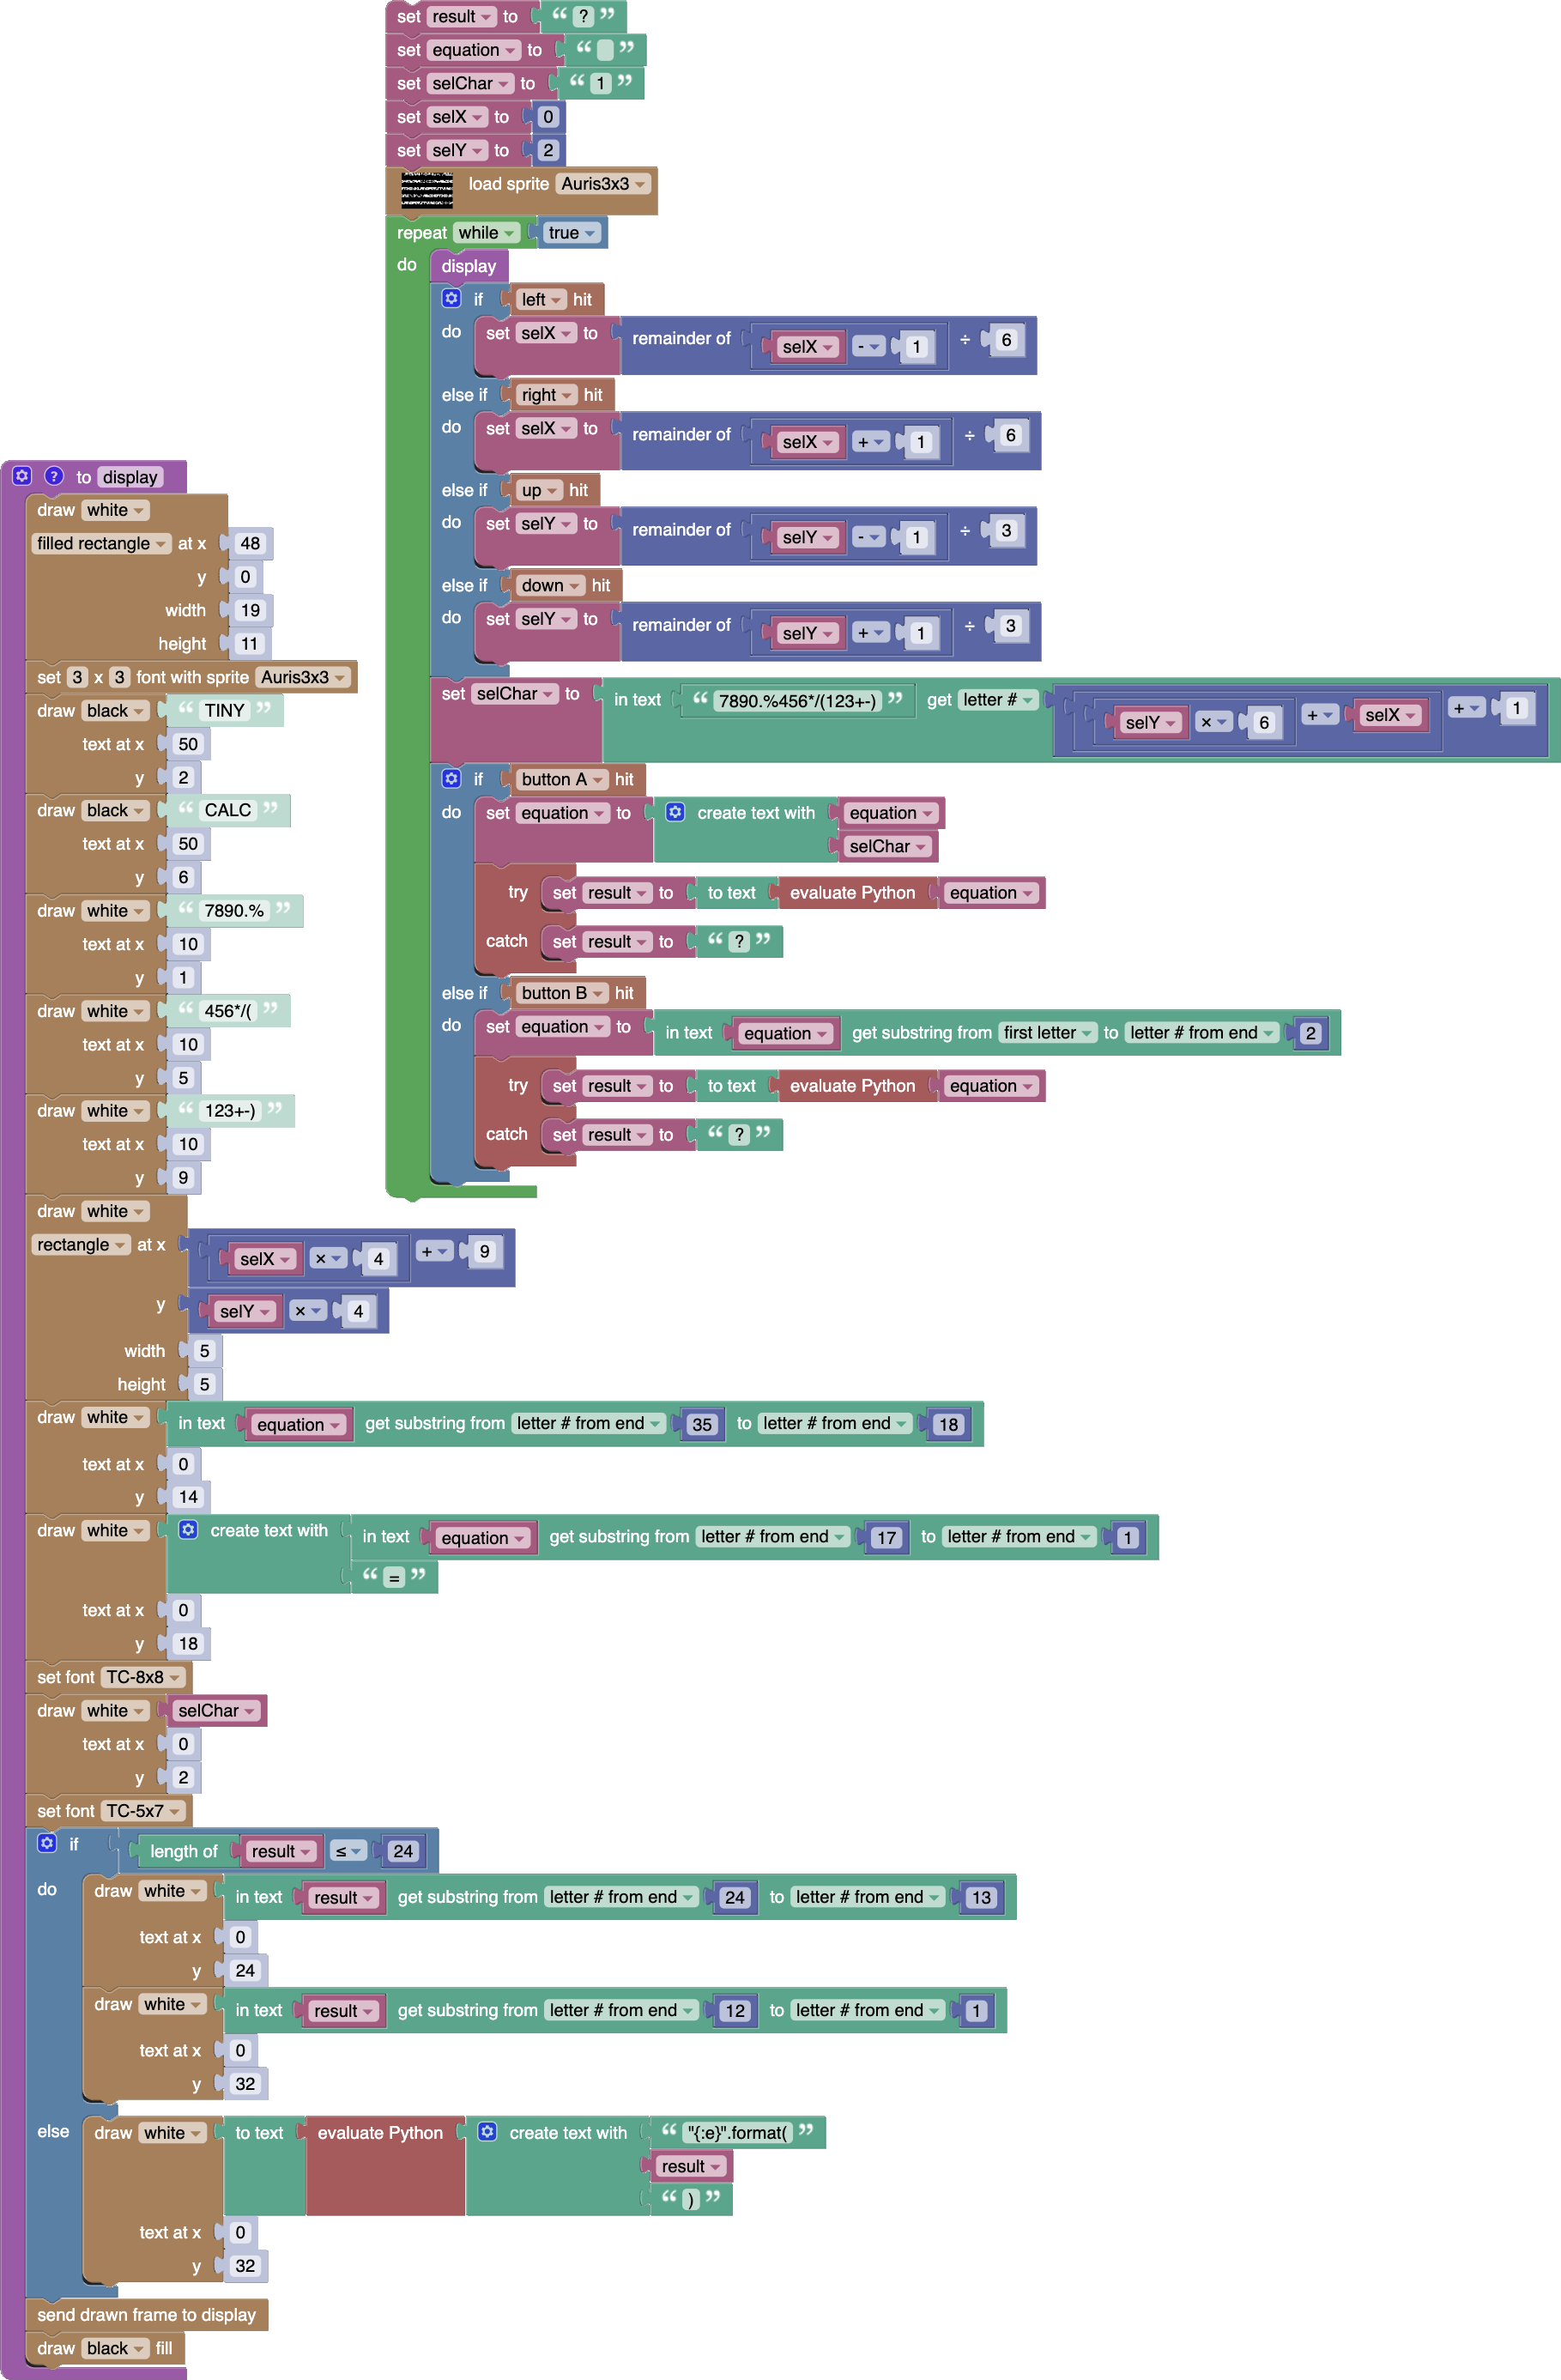 set result to “ ? ”
set equation to “ ”
set selChar to “ 1 ”
set selX to 0
set selY to 2
load sprite Auris3x3
repeat while true
do display
if left hit
do set selX to remainder of selX - 1 ÷ 6
else if right hit
do set selX to remainder of selX + 1 ÷ 6
else if up hit
do set selY to remainder of selY - 1 ÷ 3
else if down hit
do set selY to remainder of selY + 1 ÷ 3
set selChar to in text “ 7890.%456*/(123+-) ” get letter # selY × 6 + selX + 1
if button A hit
do set equation to create text with equation
selChar
try set result to to text evaluate Python equation
catch set result to “ ? ”
else if button B hit
do set equation to in text equation get substring from first letter to letter # from end 2
try set result to to text evaluate Python equation
catch set result to “ ? ”
? to display
draw white
filled rectangle at x 48
y 0
width 19
height 11
set 3 x 3 font with sprite Auris3x3
draw black “ TINY ”
text at x 50
y 2
draw black “ CALC ”
text at x 50
y 6
draw white “ 7890.% ”
text at x 10
y 1
draw white “ 456*/( ”
text at x 10
y 5
draw white “ 123+-) ”
text at x 10
y 9
draw white
rectangle at x selX × 4 + 9
y selY × 4
width 5
height 5
draw white in text equation get substring from letter # from end 35 to letter # from end 18
text at x 0
y 14
draw white create text with in text equation get substring from letter # from end 17 to letter # from end 1
“ = ”
text at x 0
y 18
set font TC-8x8
draw white selChar
text at x 0
y 2
set font TC-5x7
if length of result ≤ 24
do draw white in text result get substring from letter # from end 24 to letter # from end 13
text at x 0
y 24
draw white in text result get substring from letter # from end 12 to letter # from end 1
text at x 0
y 32
else draw white to text evaluate Python create text with “ "{:e}".format( ”
result
“ ) ”
text at x 0
y 32
send drawn frame to display
draw black fill